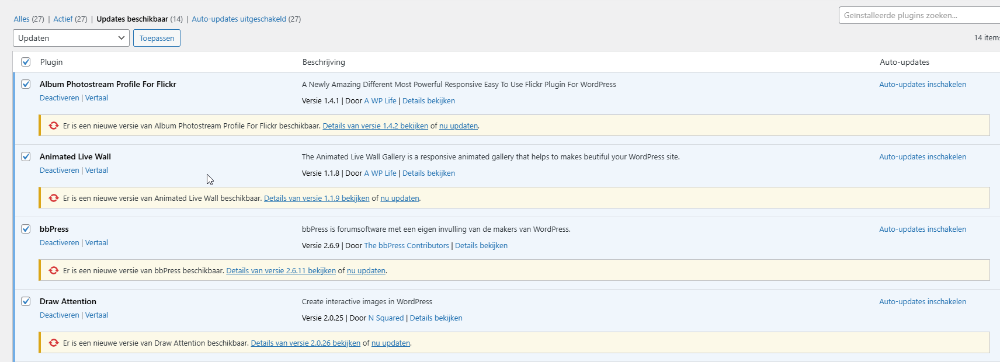 Alles (27) | Actief (27) | Updates beschikbaar (14) | Auto-updates uitgeschakeld (27)
Geïnstalleerde plugins zoeken...
Updaten Toepassen
14 items
Plugin Beschrijving Auto-updates
Album Photostream Profile For Flickr A Newly Amazing Different Most Powerful Responsive Easy To Use Flickr Plugin For WordPress Auto-updates inschakelen
Deactiveren | Vertaal
Versie 1.4.1 | Door A WP Life | Details bekijken
Er is een nieuwe versie van Album Photostream Profile For Flickr beschikbaar. Details van versie 1.4.2 bekijken of nu updaten.
Animated Live Wall The Animated Live Wall Gallery is a responsive animated gallery that helps to makes beutiful your WordPress site. Auto-updates inschakelen
Deactiveren | Vertaal
Versie 1.1.8 | Door A WP Life | Details bekijken
Er is een nieuwe versie van Animated Live Wall beschikbaar. Details van versie 1.1.9 bekijken of nu updaten.
bbPress bbPress is forumsoftware met een eigen invulling van de makers van WordPress. Auto-updates inschakelen
Deactiveren | Vertaal
Versie 2.6.9 | Door The bbPress Contributors | Details bekijken
Er is een nieuwe versie van bbPress beschikbaar. Details van versie 2.6.11 bekijken of nu updaten.
Draw Attention Create interactive images in WordPress Auto-updates inschakelen
Deactiveren | Vertaal
Versie 2.0.25 | Door N Squared | Details bekijken
Er is een nieuwe versie van Draw Attention beschikbaar. Details van versie 2.0.26 bekijken of nu updaten.